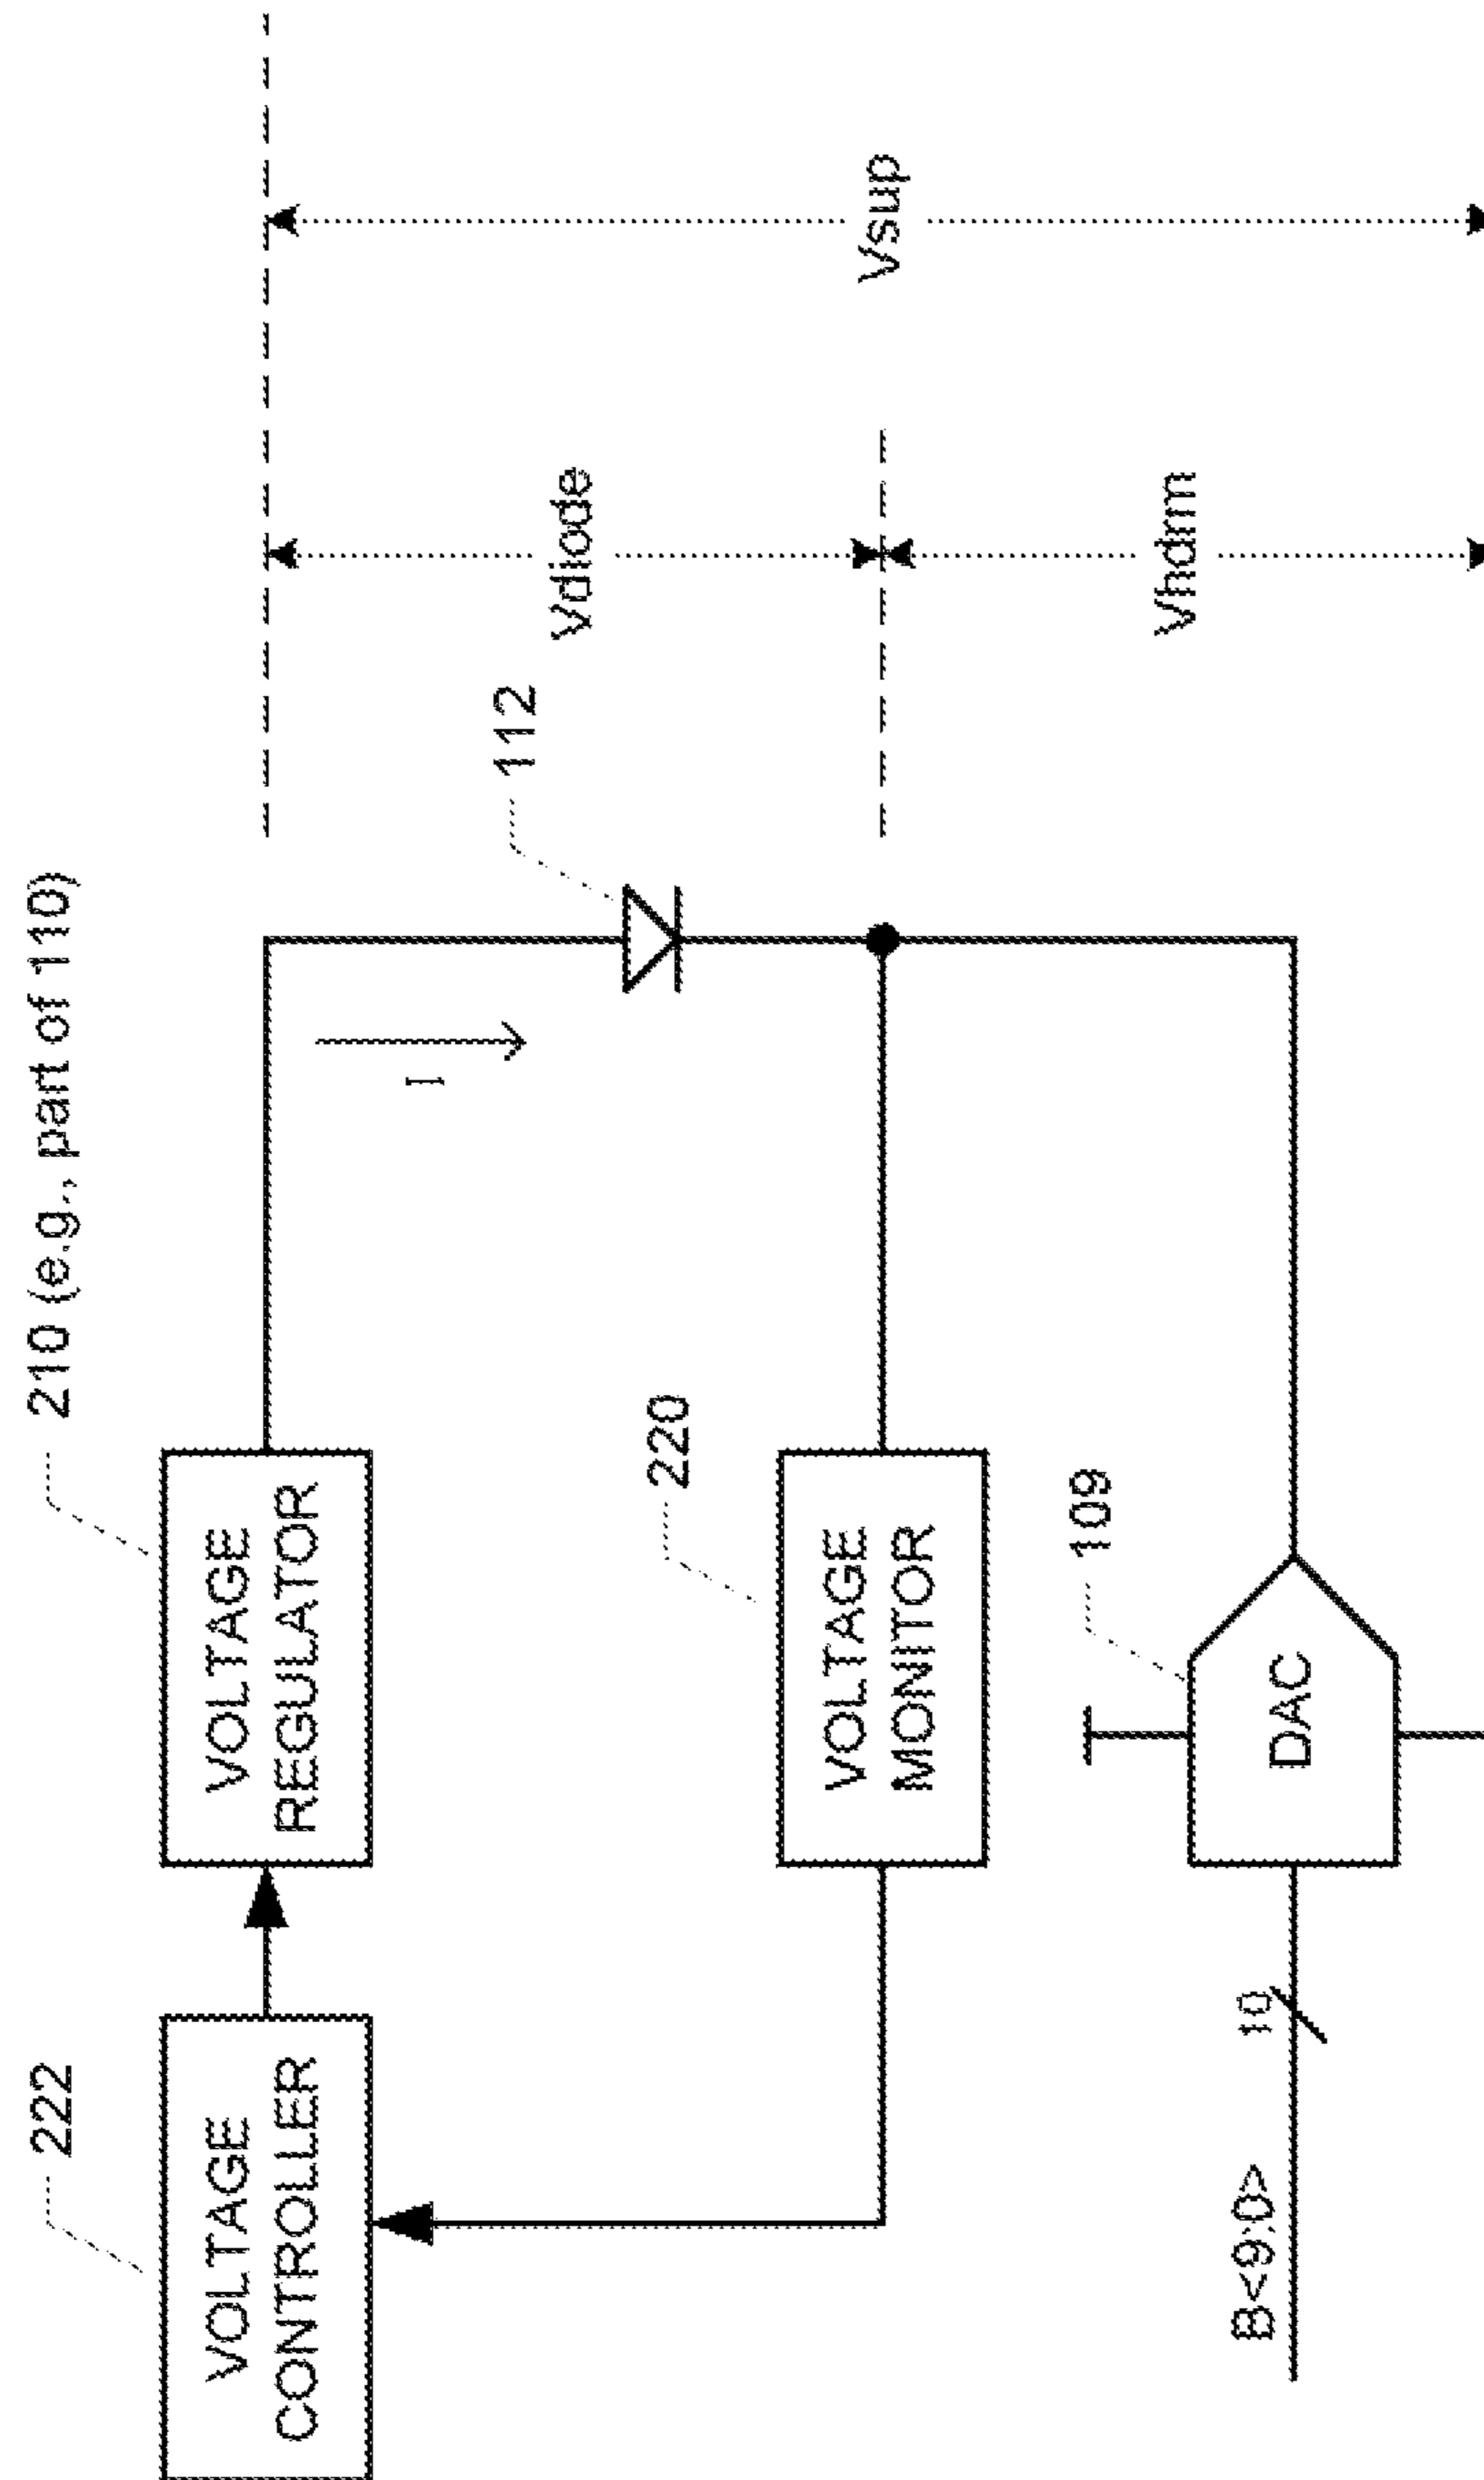 222
210 (e.g., part of 110)
VOLTAGE
CONTROLLER
VOLTAGE
REGULATOR
I
112
Vdiode
Vsup
220
VOLTAGE
MONITOR
109
Vhdrm
B<9:0>
10
DAC